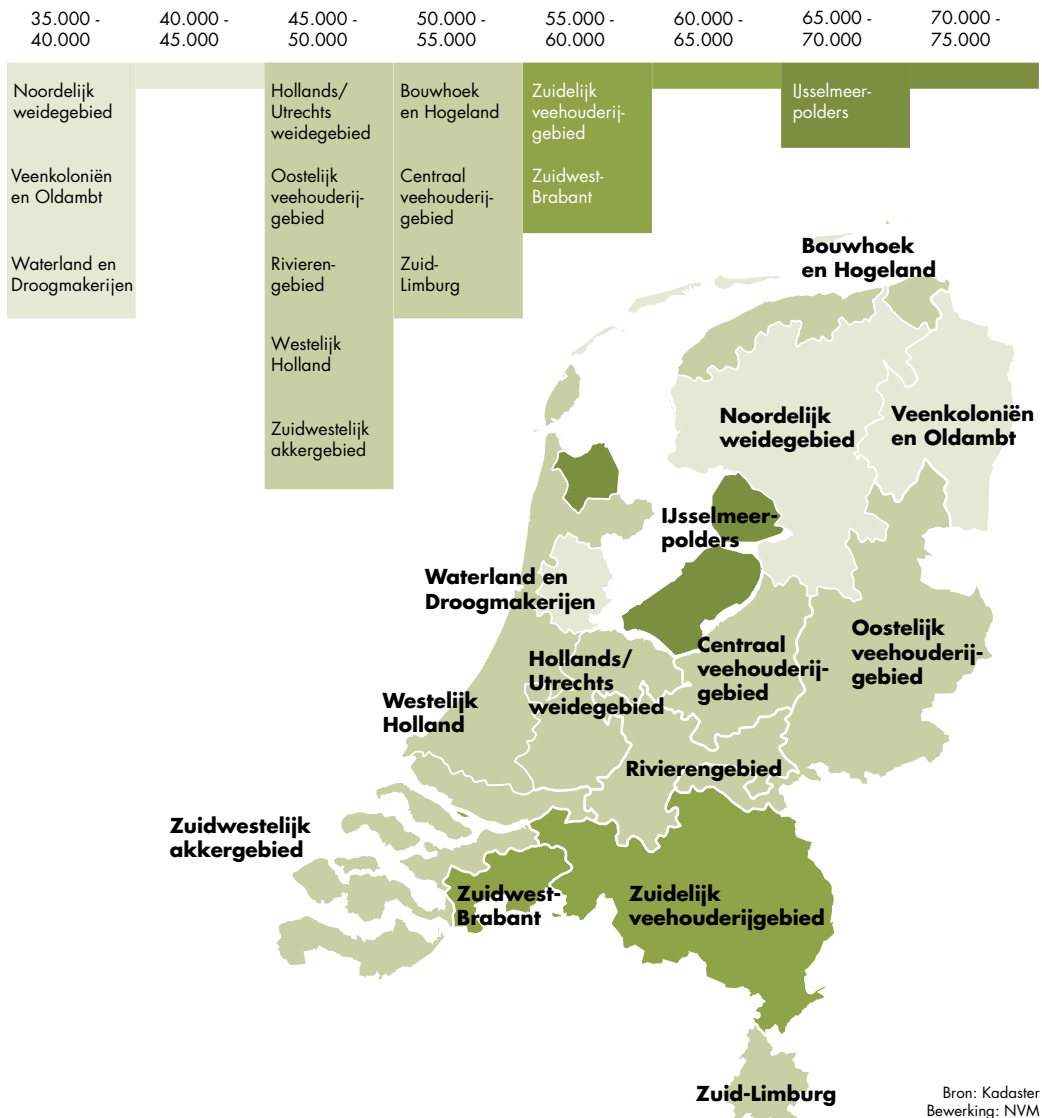 35.000 -
40.000
40.000 -
45.000
45.000 -
50.000
50.000 -
55.000
55.000 -
60.000
60.000 -
65.000
65.000 -
70.000
70.000 -
75.000
Noordelijk
weidegebied
Veenkoloniën
en Oldambt
Waterland en
Droogmakerijen
Hollands/
Utrechts
weidegebied
Oostelijk
veehouderij-
gebied
Rivieren-
gebied
Westelijk
Holland
Zuidwestelijk
akkergebied
Bouwhoek
en Hogeland
Centraal
veehouderij-
gebied
Zuid-
Limburg
Zuidelijk
veehouderij-
gebied
Zuidwest-
Brabant
IJsselmeer-
polders
Bouwhoek
en Hogeland
Noordelijk
weidegebied
Veenkoloniën
en Oldambt
IJsselmeer-
polders
Waterland en
Droogmakerijen
Oostelijk
veehouderij-
gebied
Centraal
veehouderij-
gebied
Hollands/
Utrechts
weidegebied
Westelijk
Holland
Rivierengebied
Zuidwestelijk
akkergebied
Zuidwest-
Brabant
Zuidelijk
veehouderijgebied
Zuid-Limburg
Bron: Kadaster
Bewerking: NVM